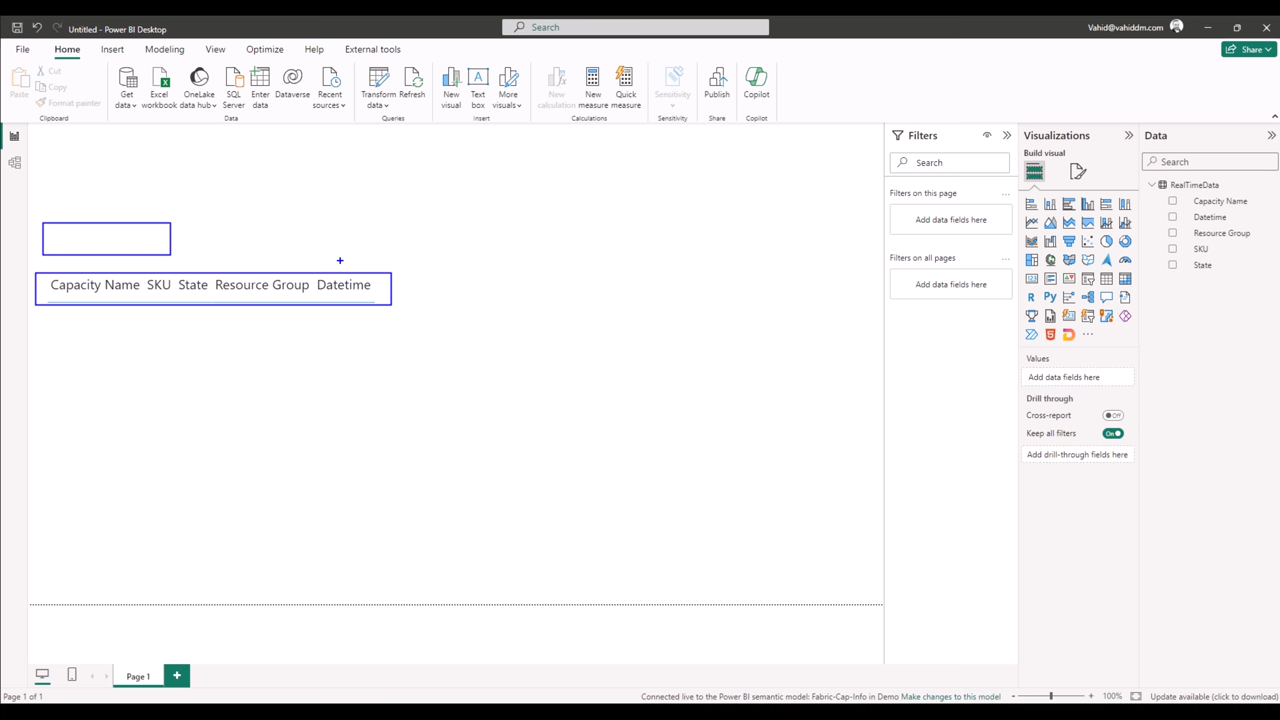 Untitled - Power BI Desktop
Search
Vahid@vahiddm.com
File Home Insert Modeling View Optimize Help External tools
Share
Paste
Cut
Copy
Format painter
Clipboard
Get data
Excel workbook
OneLake data hub
SQL Server
Enter data
Dataverse
Recent sources
Data
Transform data
Refresh
Queries
New visual
Text box
More visuals
Insert
New calculation
New measure
Quick measure
Calculations
Sensitivity
Sensitivity
Publish
Share
Copilot
Copilot
Capacity Name SKU State Resource Group Datetime
Filters
Search
Filters on this page
Add data fields here
Filters on all pages
Add data fields here
Visualizations
Build visual
R Py
Values
Add data fields here
Drill through
Cross-report
Off
Keep all filters
On
Add drill-through fields here
Data
Search
RealTimeData
Capacity Name
Datetime
Resource Group
SKU
State
Page 1
Page 1 of 1
Connected live to the Power BI semantic model: Fabric-Cap-Info in Demo Make changes to this model
100%
Update available (click to download)